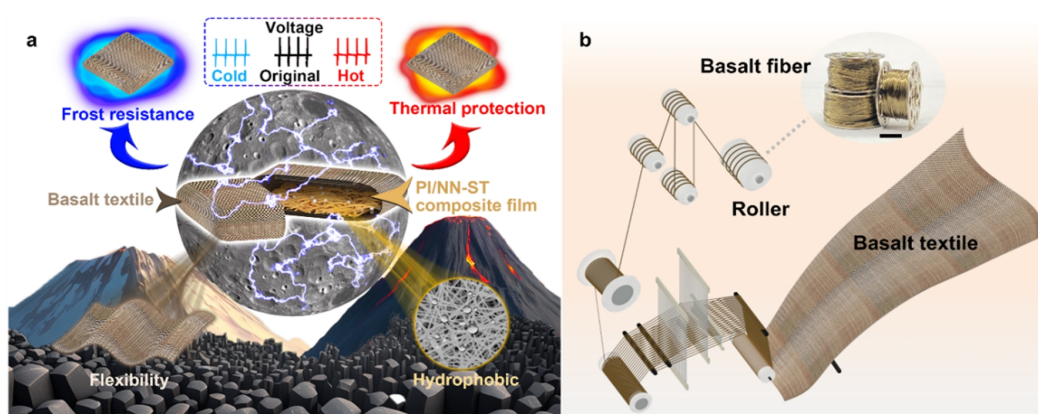 a
Voltage
Cold
Original
Hot
Frost resistance
Thermal protection
Basalt textile
PI/NN-ST
composite film
Flexibility
Hydrophobic
b
Basalt fiber
Roller
Basalt textile